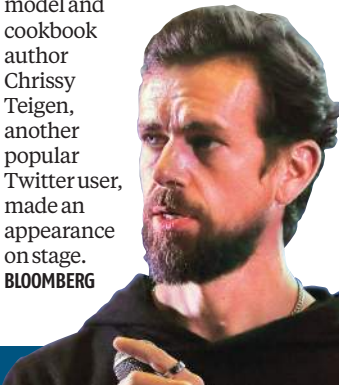 model and
cookbook
author
Chrissy
Teigen,
another
popular
Twitter user,
made an
appearance
on stage.
BLOOMBERG